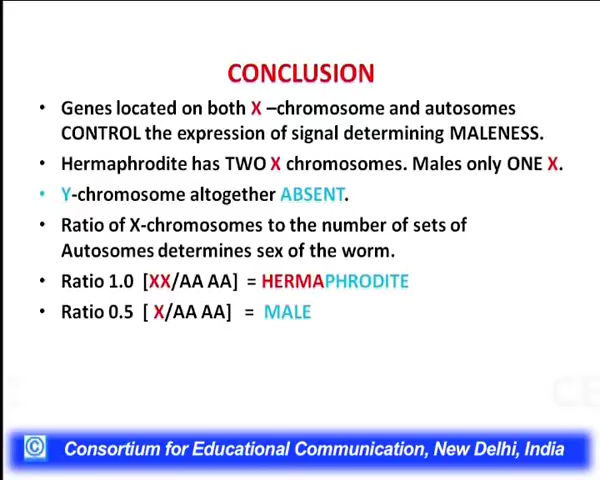 CONCLUSION
• Genes located on both X –chromosome and autosomes
CONTROL the expression of signal determining MALENESS.
• Hermaphrodite has TWO X chromosomes. Males only ONE X.
• Y-chromosome altogether ABSENT.
• Ratio of X-chromosomes to the number of sets of
Autosomes determines sex of the worm.
• Ratio 1.0 [XX/AA AA] = HERMAPHRODITE
• Ratio 0.5 [ X/AA AA] = MALE
© Consortium for Educational Communication, New Delhi, India